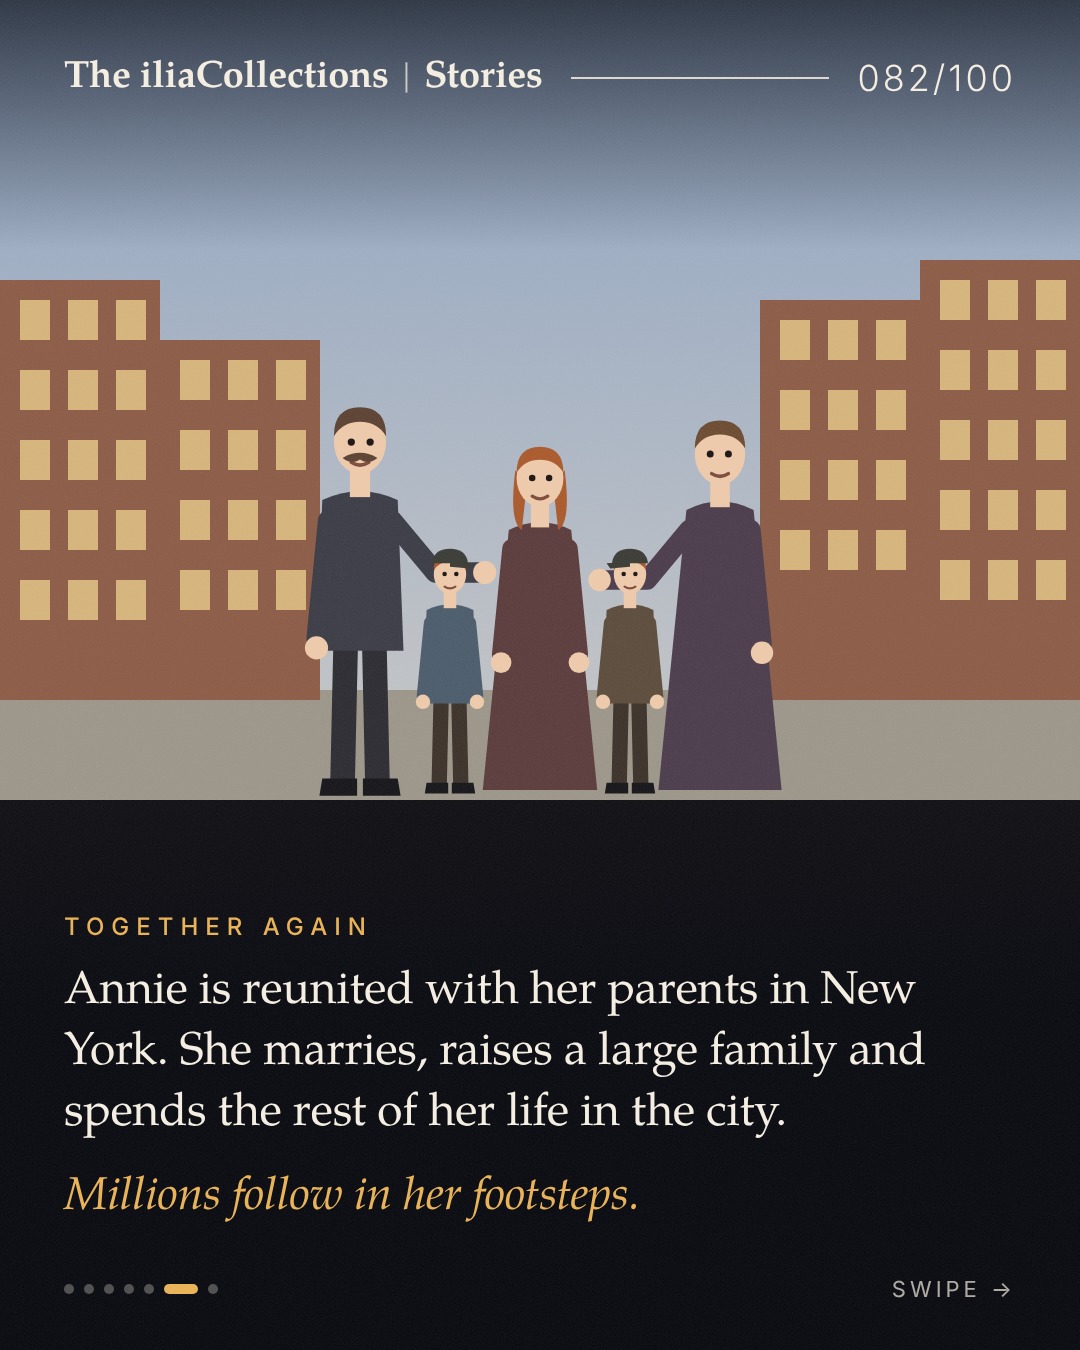 The iliaCollections | Stories
082/100
TOGETHER AGAIN
Annie is reunited with her parents in New
York. She marries, raises a large family and
spends the rest of her life in the city.
Millions follow in her footsteps.
SWIPE →